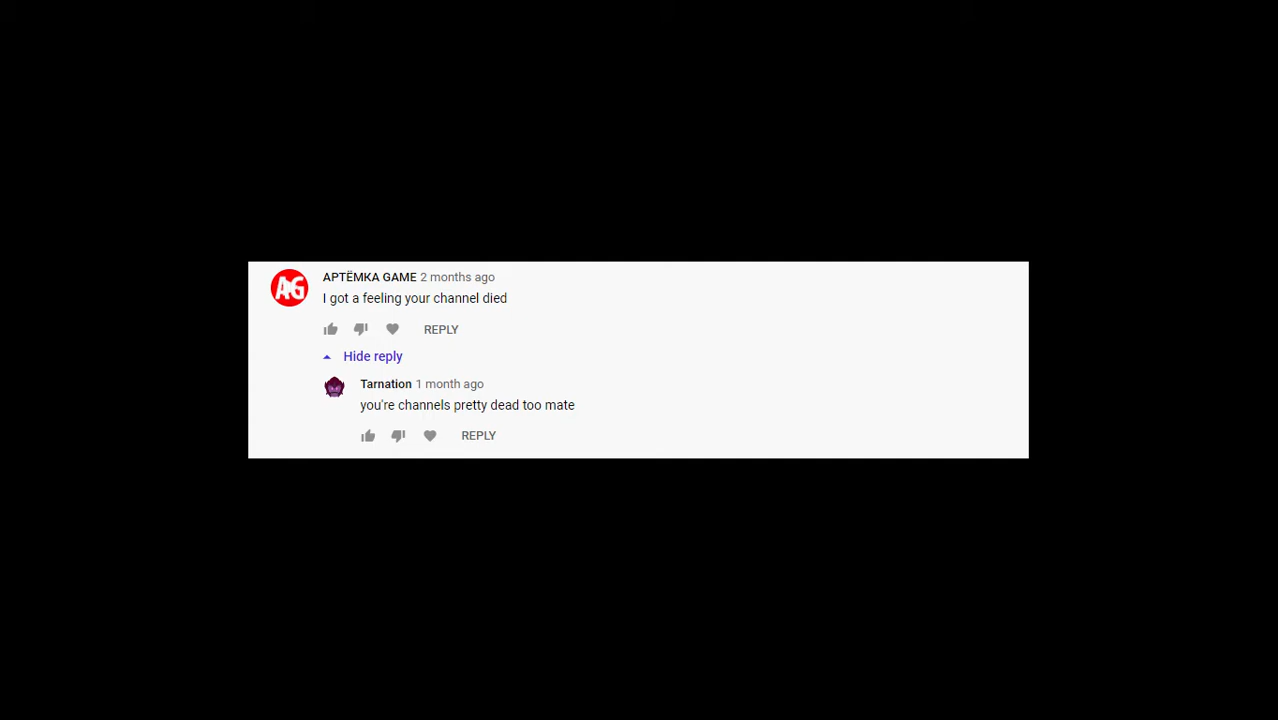 AG
АРТЁМКА GAME 2 months ago
I got a feeling your channel died
REPLY
Hide reply
Tarnation 1 month ago
you're channels pretty dead too mate
REPLY